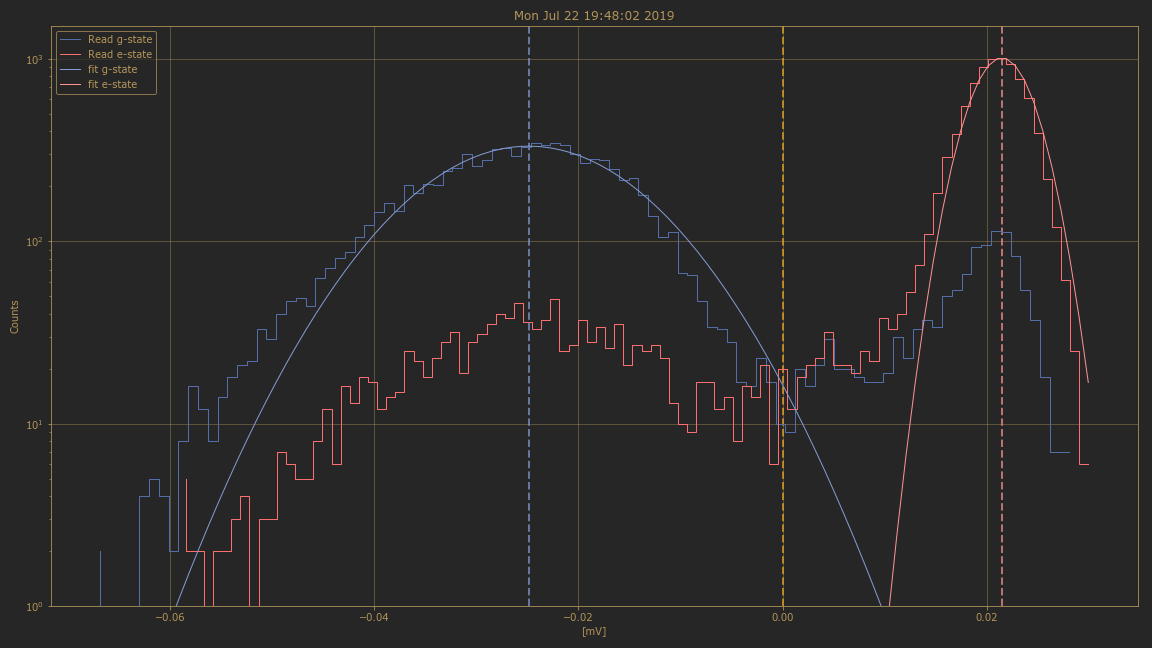 Mon Jul 22 19:48:02 2019
Read g-state
Read e-state
fit g-state
fit e-state
10³
10²
10¹
10⁰
Counts
−0.06
−0.04
−0.02
0.00
0.02
[mV]